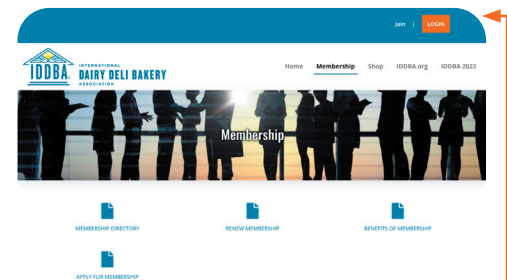 Join | LOGIN
IDDBA. INTERNATIONAL DAIRY DELI BAKERY ASSOCIATION
Home Membership Shop IDDBA.org IDDBA 2023
Membership
MEMBERSHIP DIRECTORY RENEW MEMBERSHIP BENEFITS OF MEMBERSHIP
APPLY FOR MEMBERSHIP